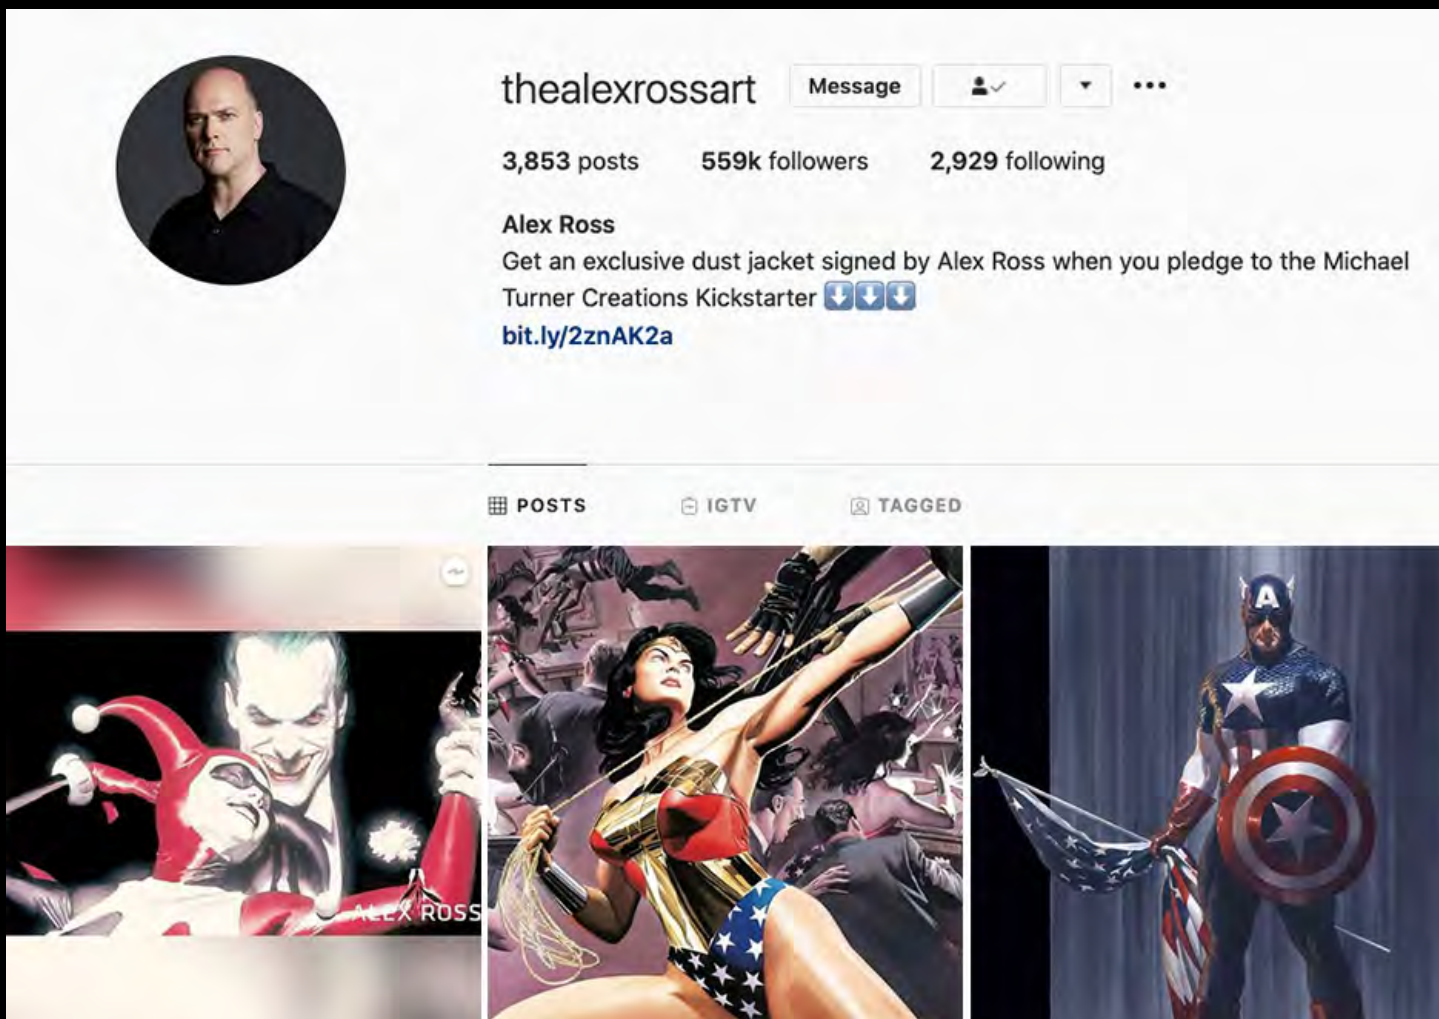 thealexrossart Message
3,853 posts 559k followers 2,929 following
Alex Ross
Get an exclusive dust jacket signed by Alex Ross when you pledge to the Michael
Turner Creations Kickstarter ⬇️⬇️⬇️
bit.ly/2znAK2a
POSTS IGTV TAGGED
A
ALEX ROSS